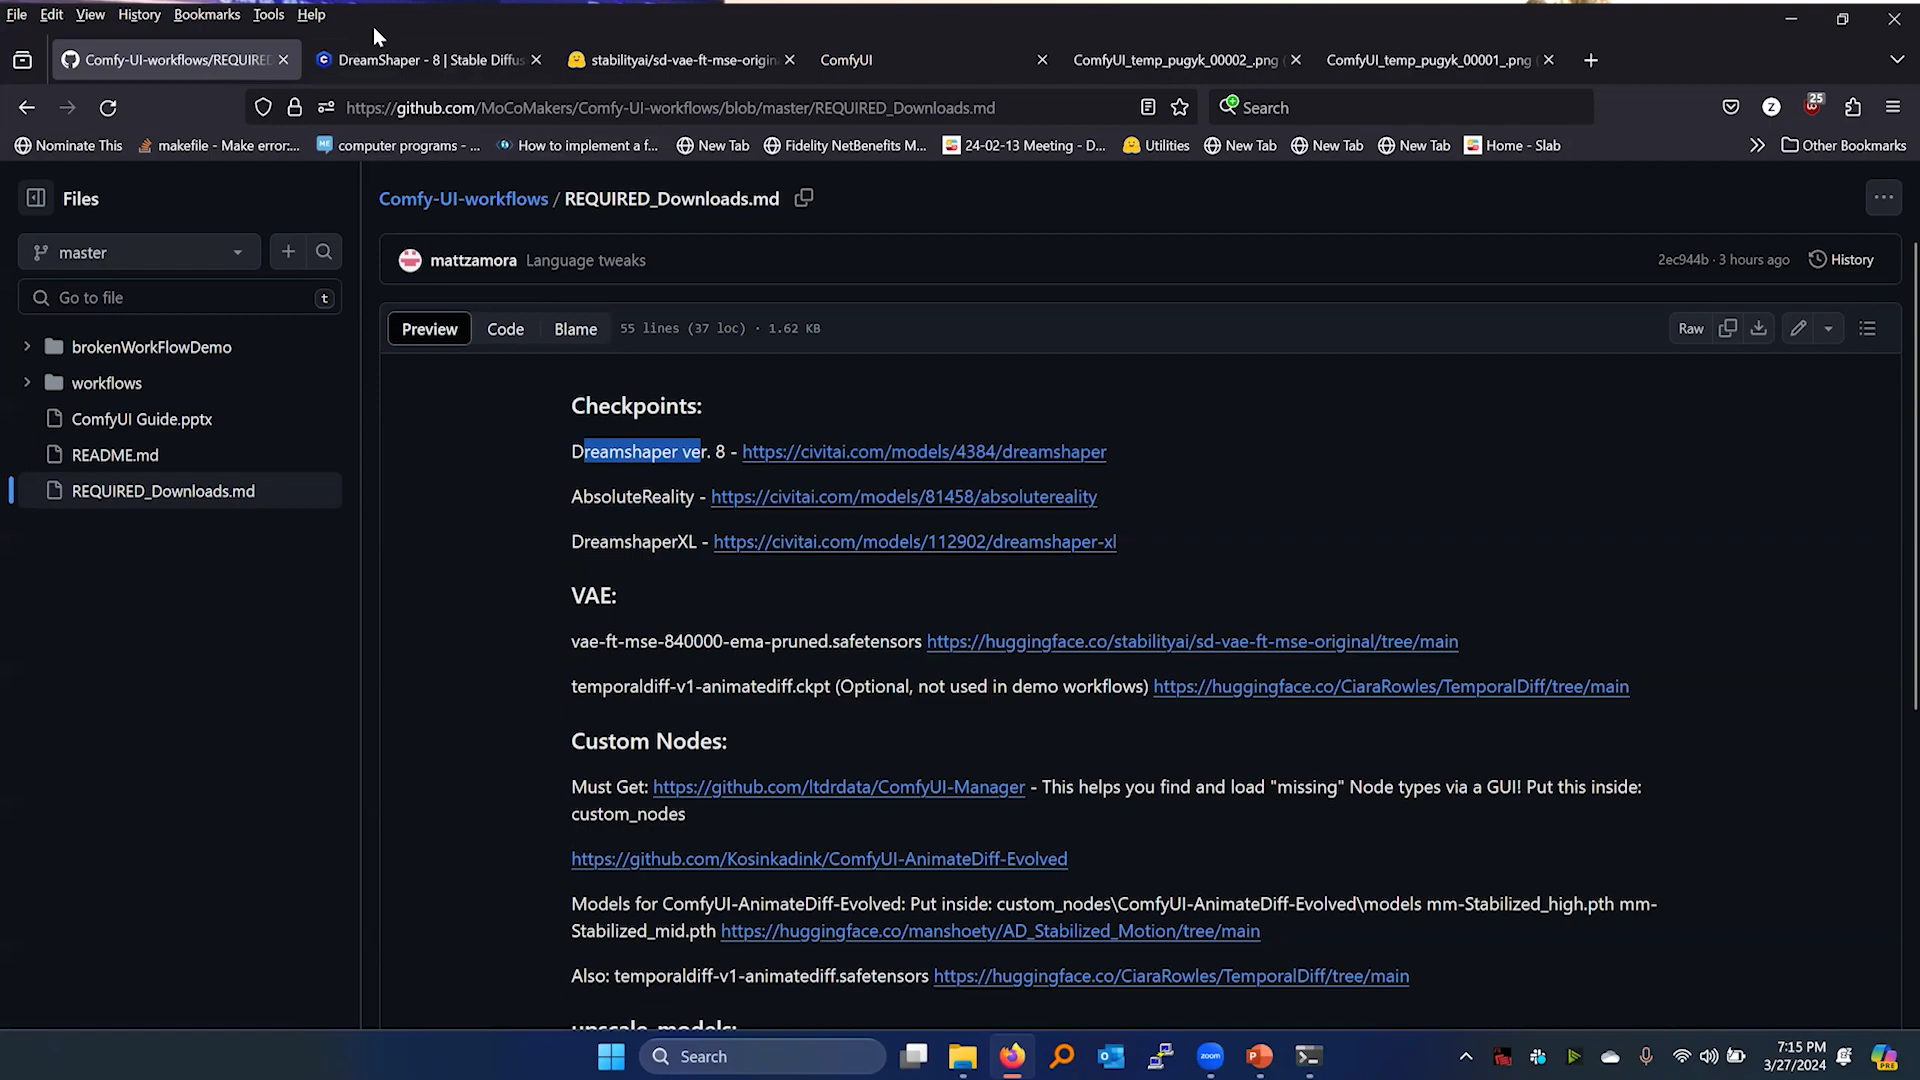 File Edit View History Bookmarks Tools Help
Comfy-UI-workflows/REQUIRED
DreamShaper - 8 | Stable Diffus
stabilityai/sd-vae-ft-mse-origin
ComfyUI
ComfyUI_temp_pugyk_00002_.png
ComfyUI_temp_pugyk_00001_.png
https://github.com/MoCoMakers/Comfy-UI-workflows/blob/master/REQUIRED_Downloads.md
Search
Z
25
Nominate This
makefile - Make error:...
computer programs - ...
How to implement a f...
New Tab
Fidelity NetBenefits M...
24-02-13 Meeting - D...
Utilities
New Tab
New Tab
New Tab
Home - Slab
Other Bookmarks
Files
master
Go to file
t
brokenWorkFlowDemo
workflows
ComfyUI Guide.pptx
README.md
REQUIRED_Downloads.md
Comfy-UI-workflows / REQUIRED_Downloads.md
mattzamora Language tweaks
2ec944b · 3 hours ago
History
Preview Code Blame 55 lines (37 loc) · 1.62 KB
Raw
Checkpoints:
Dreamshaper ver. 8 - https://civitai.com/models/4384/dreamshaper
AbsoluteReality - https://civitai.com/models/81458/absolutereality
DreamshaperXL - https://civitai.com/models/112902/dreamshaper-xl
VAE:
vae-ft-mse-840000-ema-pruned.safetensors https://huggingface.co/stabilityai/sd-vae-ft-mse-original/tree/main
temporaldiff-v1-animatediff.ckpt (Optional, not used in demo workflows) https://huggingface.co/CiaraRowles/TemporalDiff/tree/main
Custom Nodes:
Must Get: https://github.com/ltdrdata/ComfyUI-Manager - This helps you find and load "missing" Node types via a GUI! Put this inside:
custom_nodes
https://github.com/Kosinkadink/ComfyUI-AnimateDiff-Evolved
Models for ComfyUI-AnimateDiff-Evolved: Put inside: custom_nodes\ComfyUI-AnimateDiff-Evolved\models mm-Stabilized_high.pth mm-
Stabilized_mid.pth https://huggingface.co/manshoety/AD_Stabilized_Motion/tree/main
Also: temporaldiff-v1-animatediff.safetensors https://huggingface.co/CiaraRowles/TemporalDiff/tree/main
upscale_models:
Search
zoom
7:15 PM
3/27/2024
PRE